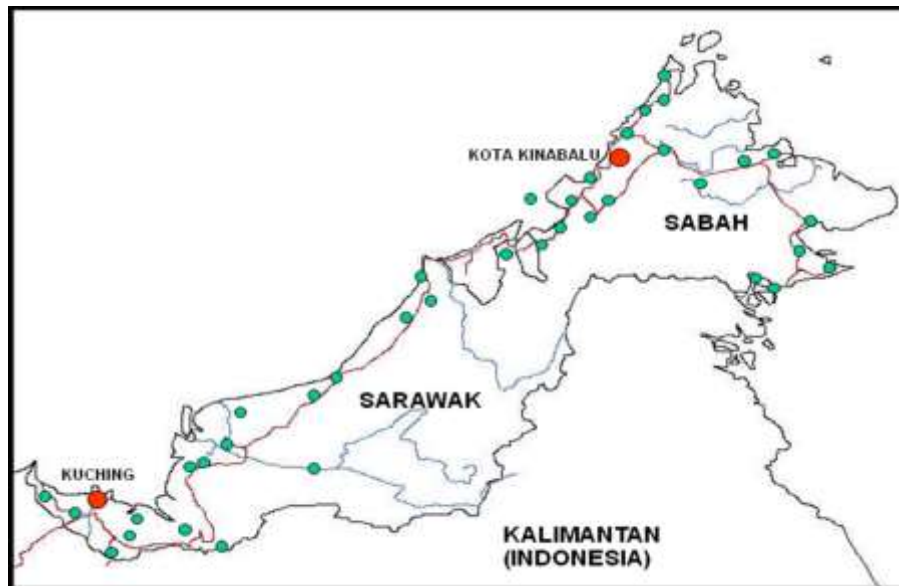 KOTA KINABALU
SABAH
SARAWAK
KUCHING
KALIMANTAN
(INDONESIA)